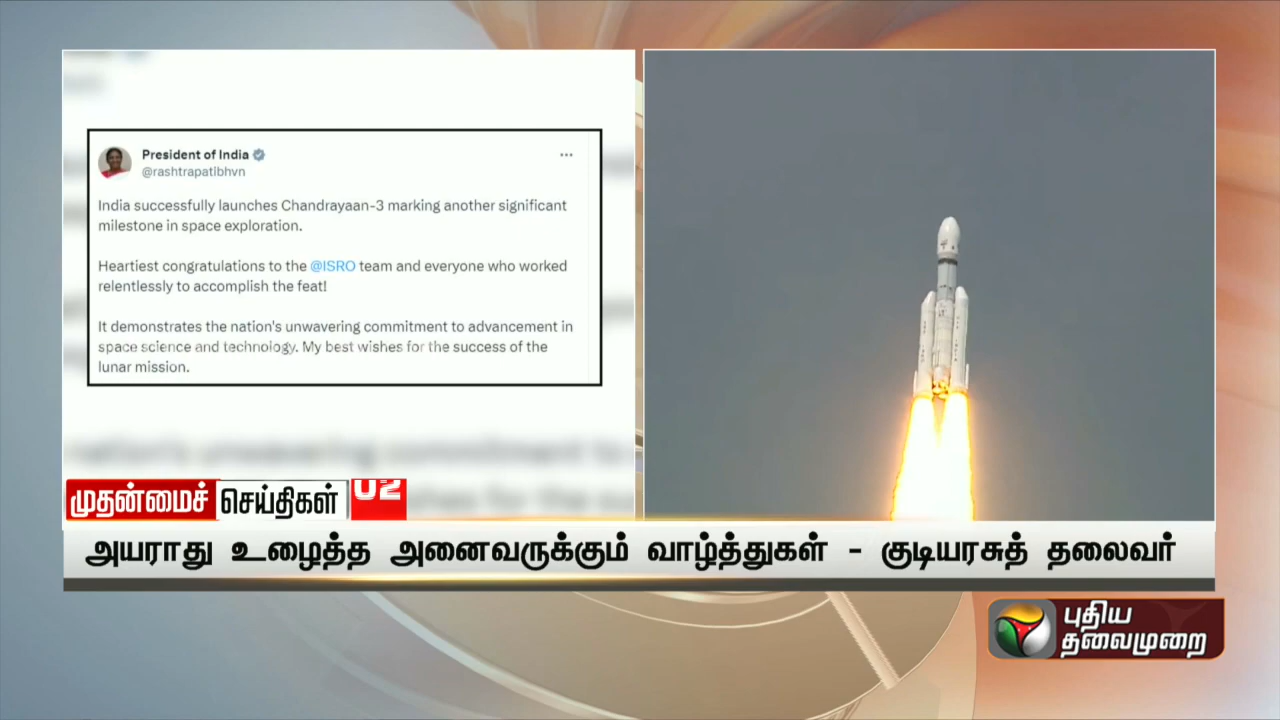 President of India
@rashtrapatibhvn
India successfully launches Chandrayaan-3 marking another significant
milestone in space exploration.
Heartiest congratulations to the @ISRO team and everyone who worked
relentlessly to accomplish the feat!
It demonstrates the nation's unwavering commitment to advancement in
space science and technology. My best wishes for the success of the
lunar mission.
முதன்மைச் செய்திகள் 02
அயராது உழைத்த அனைவருக்கும் வாழ்த்துகள் - குடியரசுத் தலைவர்
புதிய
தலைமுறை